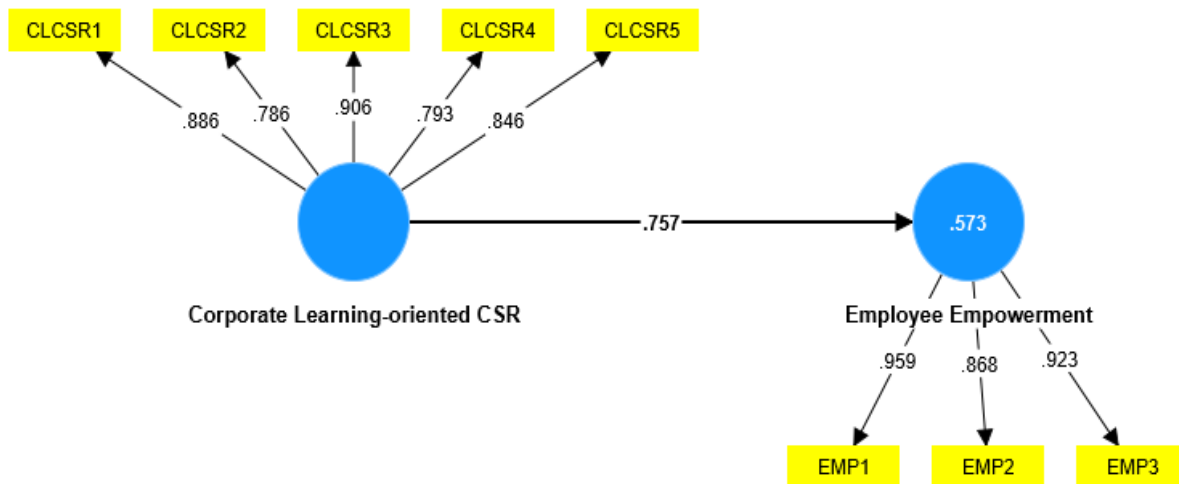 CLCSR1 CLCSR2 CLCSR3 CLCSR4 CLCSR5
.886 .786 .906 .793 .846
.757 .573
Corporate Learning-oriented CSR Employee Empowerment
.959 .868 .923
EMP1 EMP2 EMP3